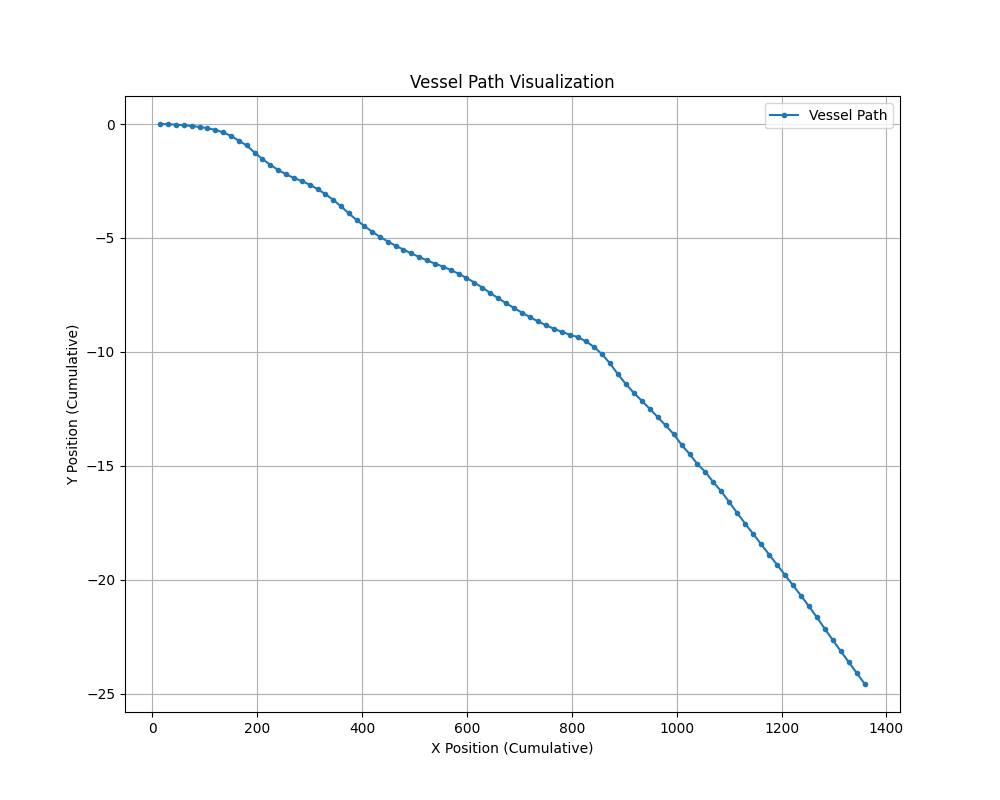 Vessel Path Visualization
Vessel Path
0
−5
−10
−15
−20
−25
Y Position (Cumulative)
0 200 400 600 800 1000 1200 1400
X Position (Cumulative)